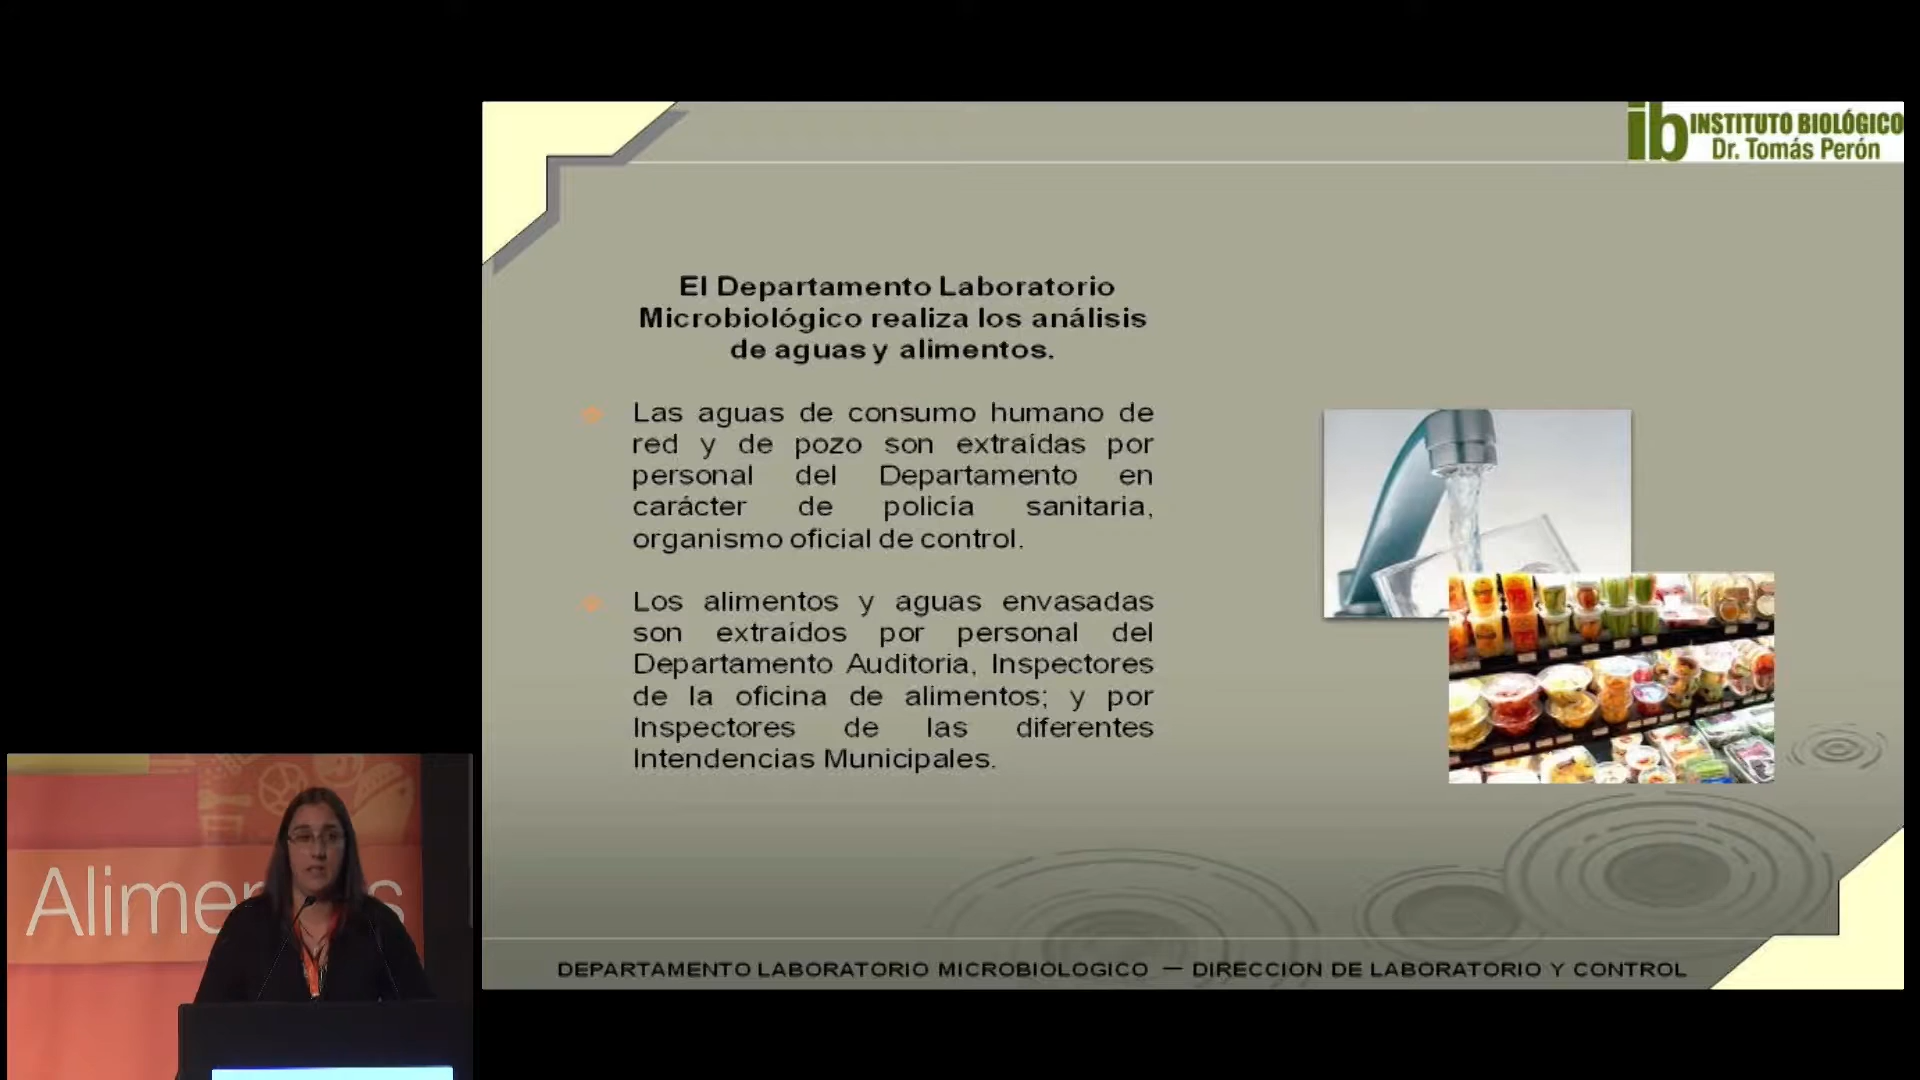 INSTITUTO BIOLÓGICO
Dr. Tomás Perón
El Departamento Laboratorio
Microbiológico realiza los análisis
de aguas y alimentos.
Las aguas de consumo humano de
red y de pozo son extraídas por
personal del Departamento en
carácter de policía sanitaria,
organismo oficial de control.
Los alimentos y aguas envasadas
son extraídos por personal del
Departamento Auditoria, Inspectores
de la oficina de alimentos; y por
Inspectores de las diferentes
Intendencias Municipales.
DEPARTAMENTO LABORATORIO MICROBIOLOGICO — DIRECCION DE LABORATORIO Y CONTROL